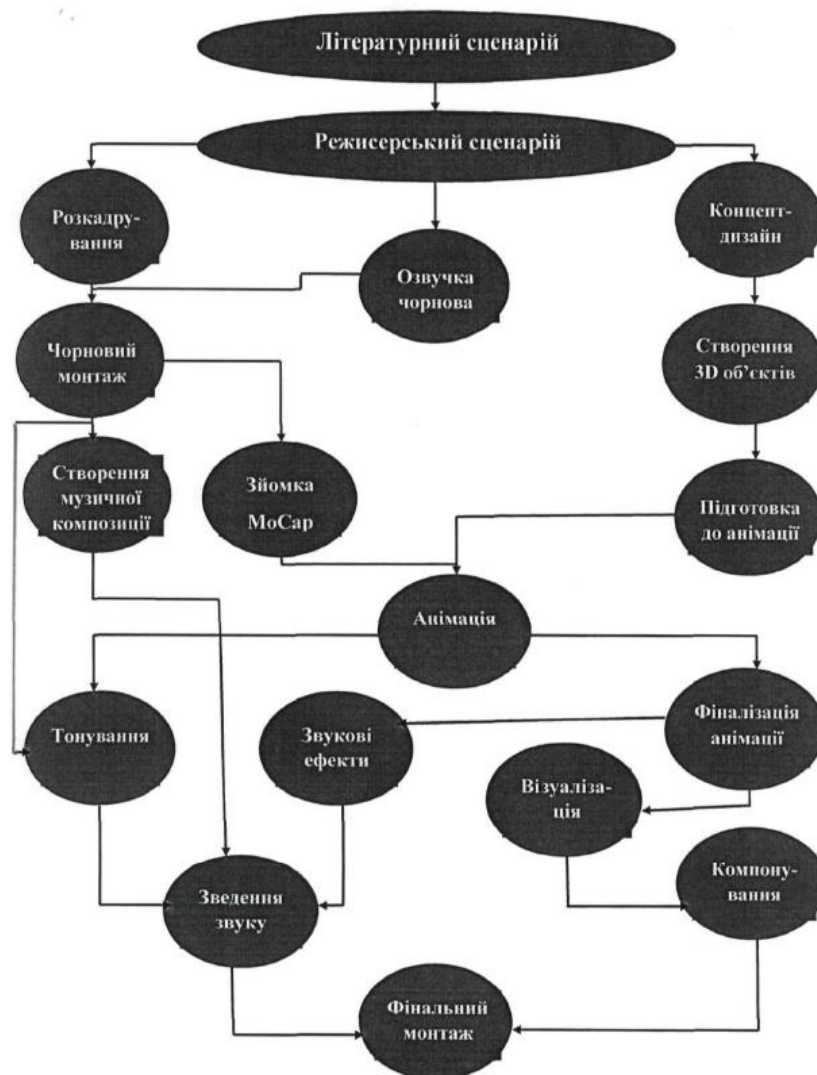 Літературний сценарій
Режисерський сценарій
Розкадру-
вання
Концепт-
дизайн
Озвучка
чорнова
Чорновий
монтаж
Створення
3D об’єктів
Створення
музичної
композиції
Зйомка
МоСар
Підготовка
до анімації
Анімація
Тонування
Звукові
ефекти
Фіналізація
анімації
Візуаліза-
ція
Компону-
вання
Зведення
звуку
Фінальний
монтаж